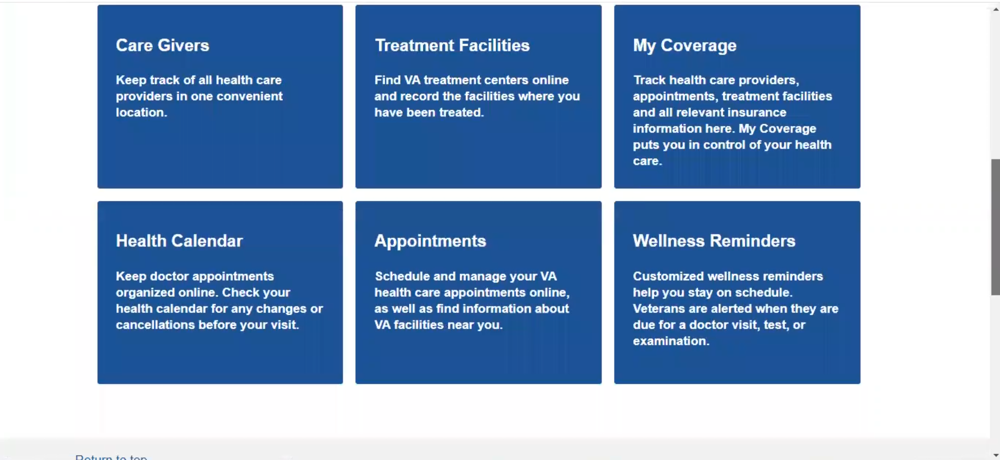 Care Givers
Keep track of all health care
providers in one convenient
location.
Treatment Facilities
Find VA treatment centers online
and record the facilities where you
have been treated.
My Coverage
Track health care providers,
appointments, treatment facilities
and all relevant insurance
information here. My Coverage
puts you in control of your health
care.
Health Calendar
Keep doctor appointments
organized online. Check your
health calendar for any changes or
cancellations before your visit.
Appointments
Schedule and manage your VA
health care appointments online,
as well as find information about
VA facilities near you.
Wellness Reminders
Customized wellness reminders
help you stay on schedule.
Veterans are alerted when they are
due for a doctor visit, test, or
examination.
Return to top